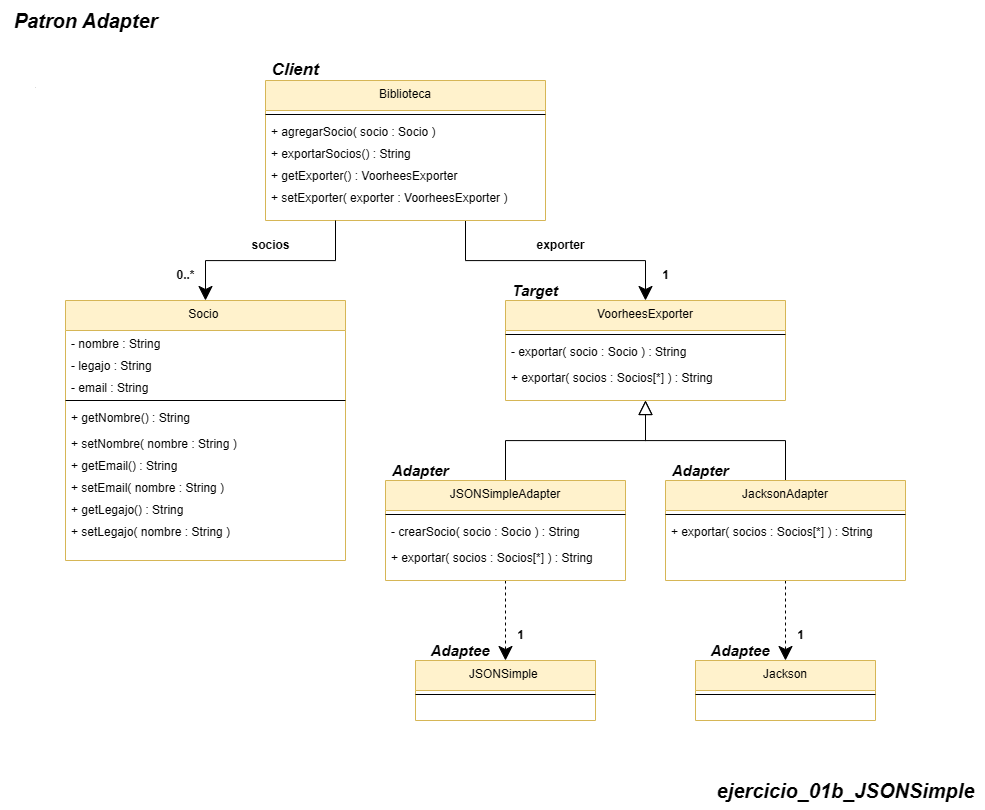 Patron Adapter
Client
Biblioteca
+ agregarSocio( socio : Socio )
+ exportarSocios() : String
+ getExporter() : VoorheesExporter
+ setExporter( exporter : VoorheesExporter )
socios
exporter
0..*
1
Target
Socio
- nombre : String
- legajo : String
- email : String
+ getNombre() : String
+ setNombre( nombre : String )
+ getEmail() : String
+ setEmail( nombre : String )
+ getLegajo() : String
+ setLegajo( nombre : String )
VoorheesExporter
- exportar( socio : Socio ) : String
+ exportar( socios : Socios[*] ) : String
Adapter
JSONSimpleAdapter
- crearSocio( socio : Socio ) : String
+ exportar( socios : Socios[*] ) : String
Adapter
JacksonAdapter
+ exportar( socios : Socios[*] ) : String
1
Adaptee
JSONSimple
1
Adaptee
Jackson
ejercicio_01b_JSONSimple